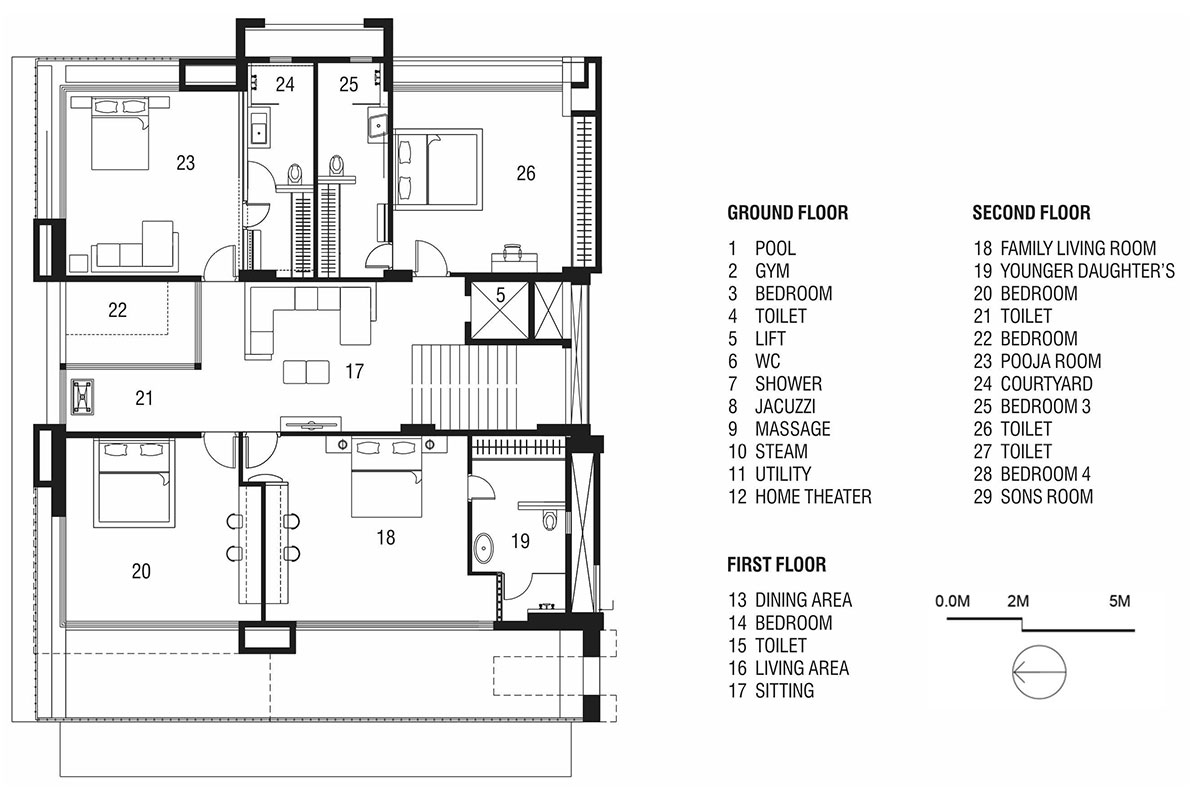 24
25
23
26
22
5
17
21
18
19
20
GROUND FLOOR
1 POOL
2 GYM
3 BEDROOM
4 TOILET
5 LIFT
6 WC
7 SHOWER
8 JACUZZI
9 MASSAGE
10 STEAM
11 UTILITY
12 HOME THEATER
FIRST FLOOR
13 DINING AREA
14 BEDROOM
15 TOILET
16 LIVING AREA
17 SITTING
SECOND FLOOR
18 FAMILY LIVING ROOM
19 YOUNGER DAUGHTER'S
20 BEDROOM
21 TOILET
22 BEDROOM
23 POOJA ROOM
24 COURTYARD
25 BEDROOM 3
26 TOILET
27 TOILET
28 BEDROOM 4
29 SONS ROOM
0.0M 2M 5M